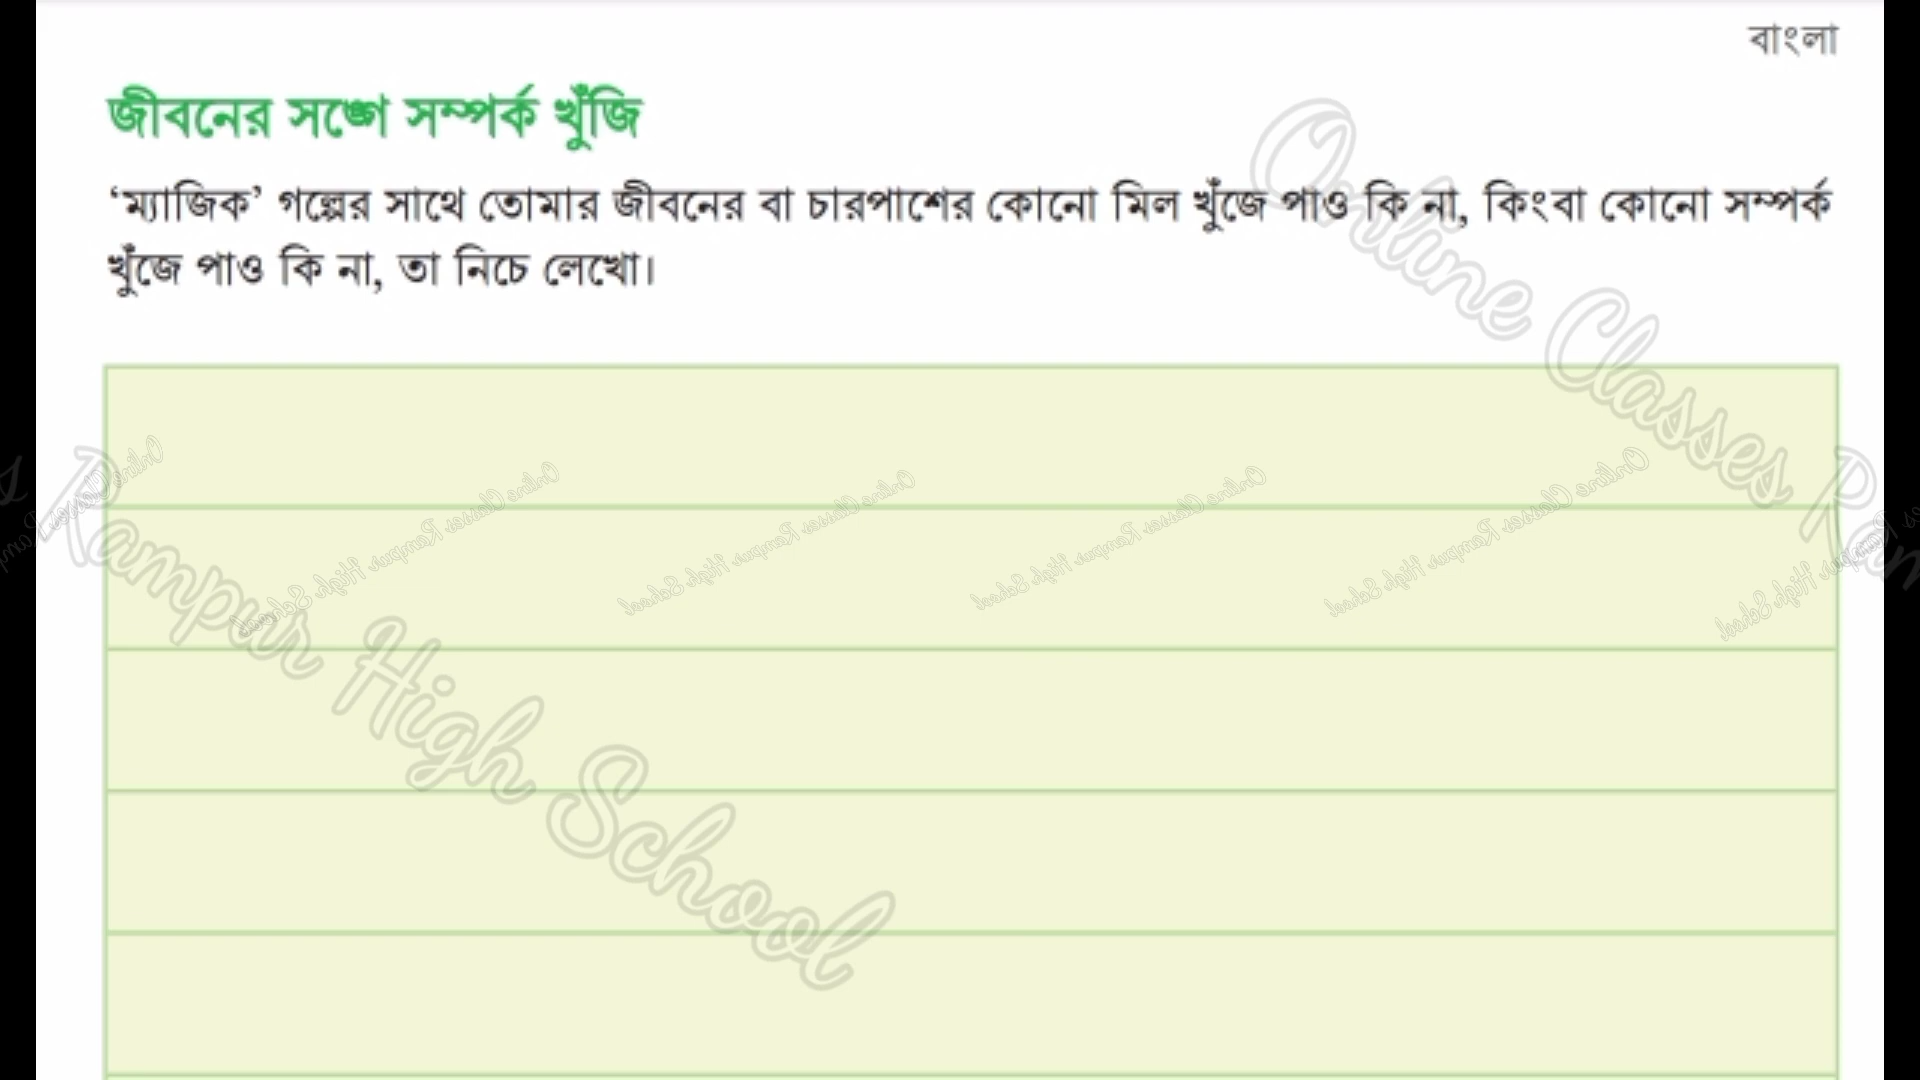 বাংলা
জীবনের সঙ্গে সম্পর্ক খুঁজি
‘ম্যাজিক’ গল্পের সাথে তোমার জীবনের বা চারপাশের কোনো মিল খুঁজে পাও কি না, কিংবা কোনো সম্পর্ক
খুঁজে পাও কি না, তা নিচে লেখো।
Online Classes Rampur High School